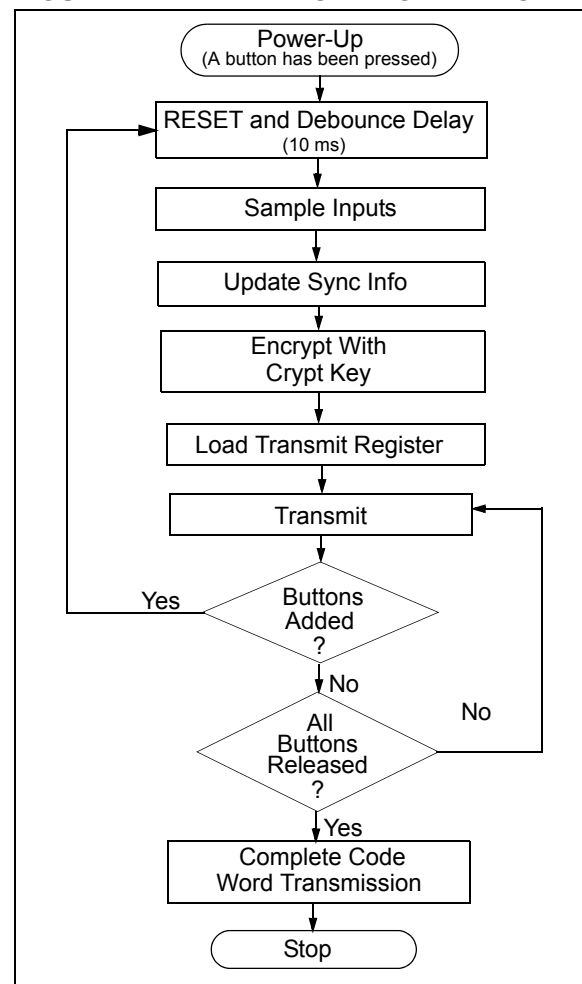 Power-Up
(A button has been pressed)
RESET and Debounce Delay
(10 ms)
Sample Inputs
Update Sync Info
Encrypt With
Crypt Key
Load Transmit Register
Transmit
Yes
Buttons
Added
?
No
No
All
Buttons
Released
?
Yes
Complete Code
Word Transmission
Stop